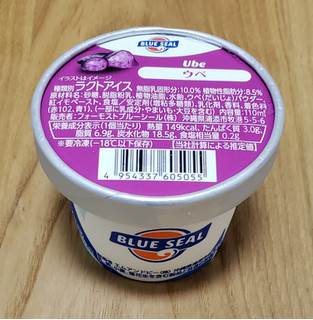 BLUE SEAL
Ube
ウベ
イラストはイメージ
種類別 ラクトアイス 無脂乳固形分:10.0% 植物性脂肪分:8.5%
原材料名:砂糖、脱脂粉乳、植物油脂、水飴、ウベ(だいじょ)パウダー、
紅イモペースト、食塩/安定剤(増粘多糖類)、乳化剤、香料、着色料
(赤102、青1)、(一部に乳成分・やまいも・大豆を含む) 内容量:110ml
販売者:フォーモストブルーシール(株) 沖縄県浦添市牧港5-5-6
栄養成分表示(1個当たり) 熱量 149kcal、たんぱく質 3.0g、
脂質 6.9g、炭水化物 18.5g、食塩相当量 0.2g
※要冷凍(-18℃以下保存) 【当社計算による推定値】
4 954337 605055
BLUE SEAL